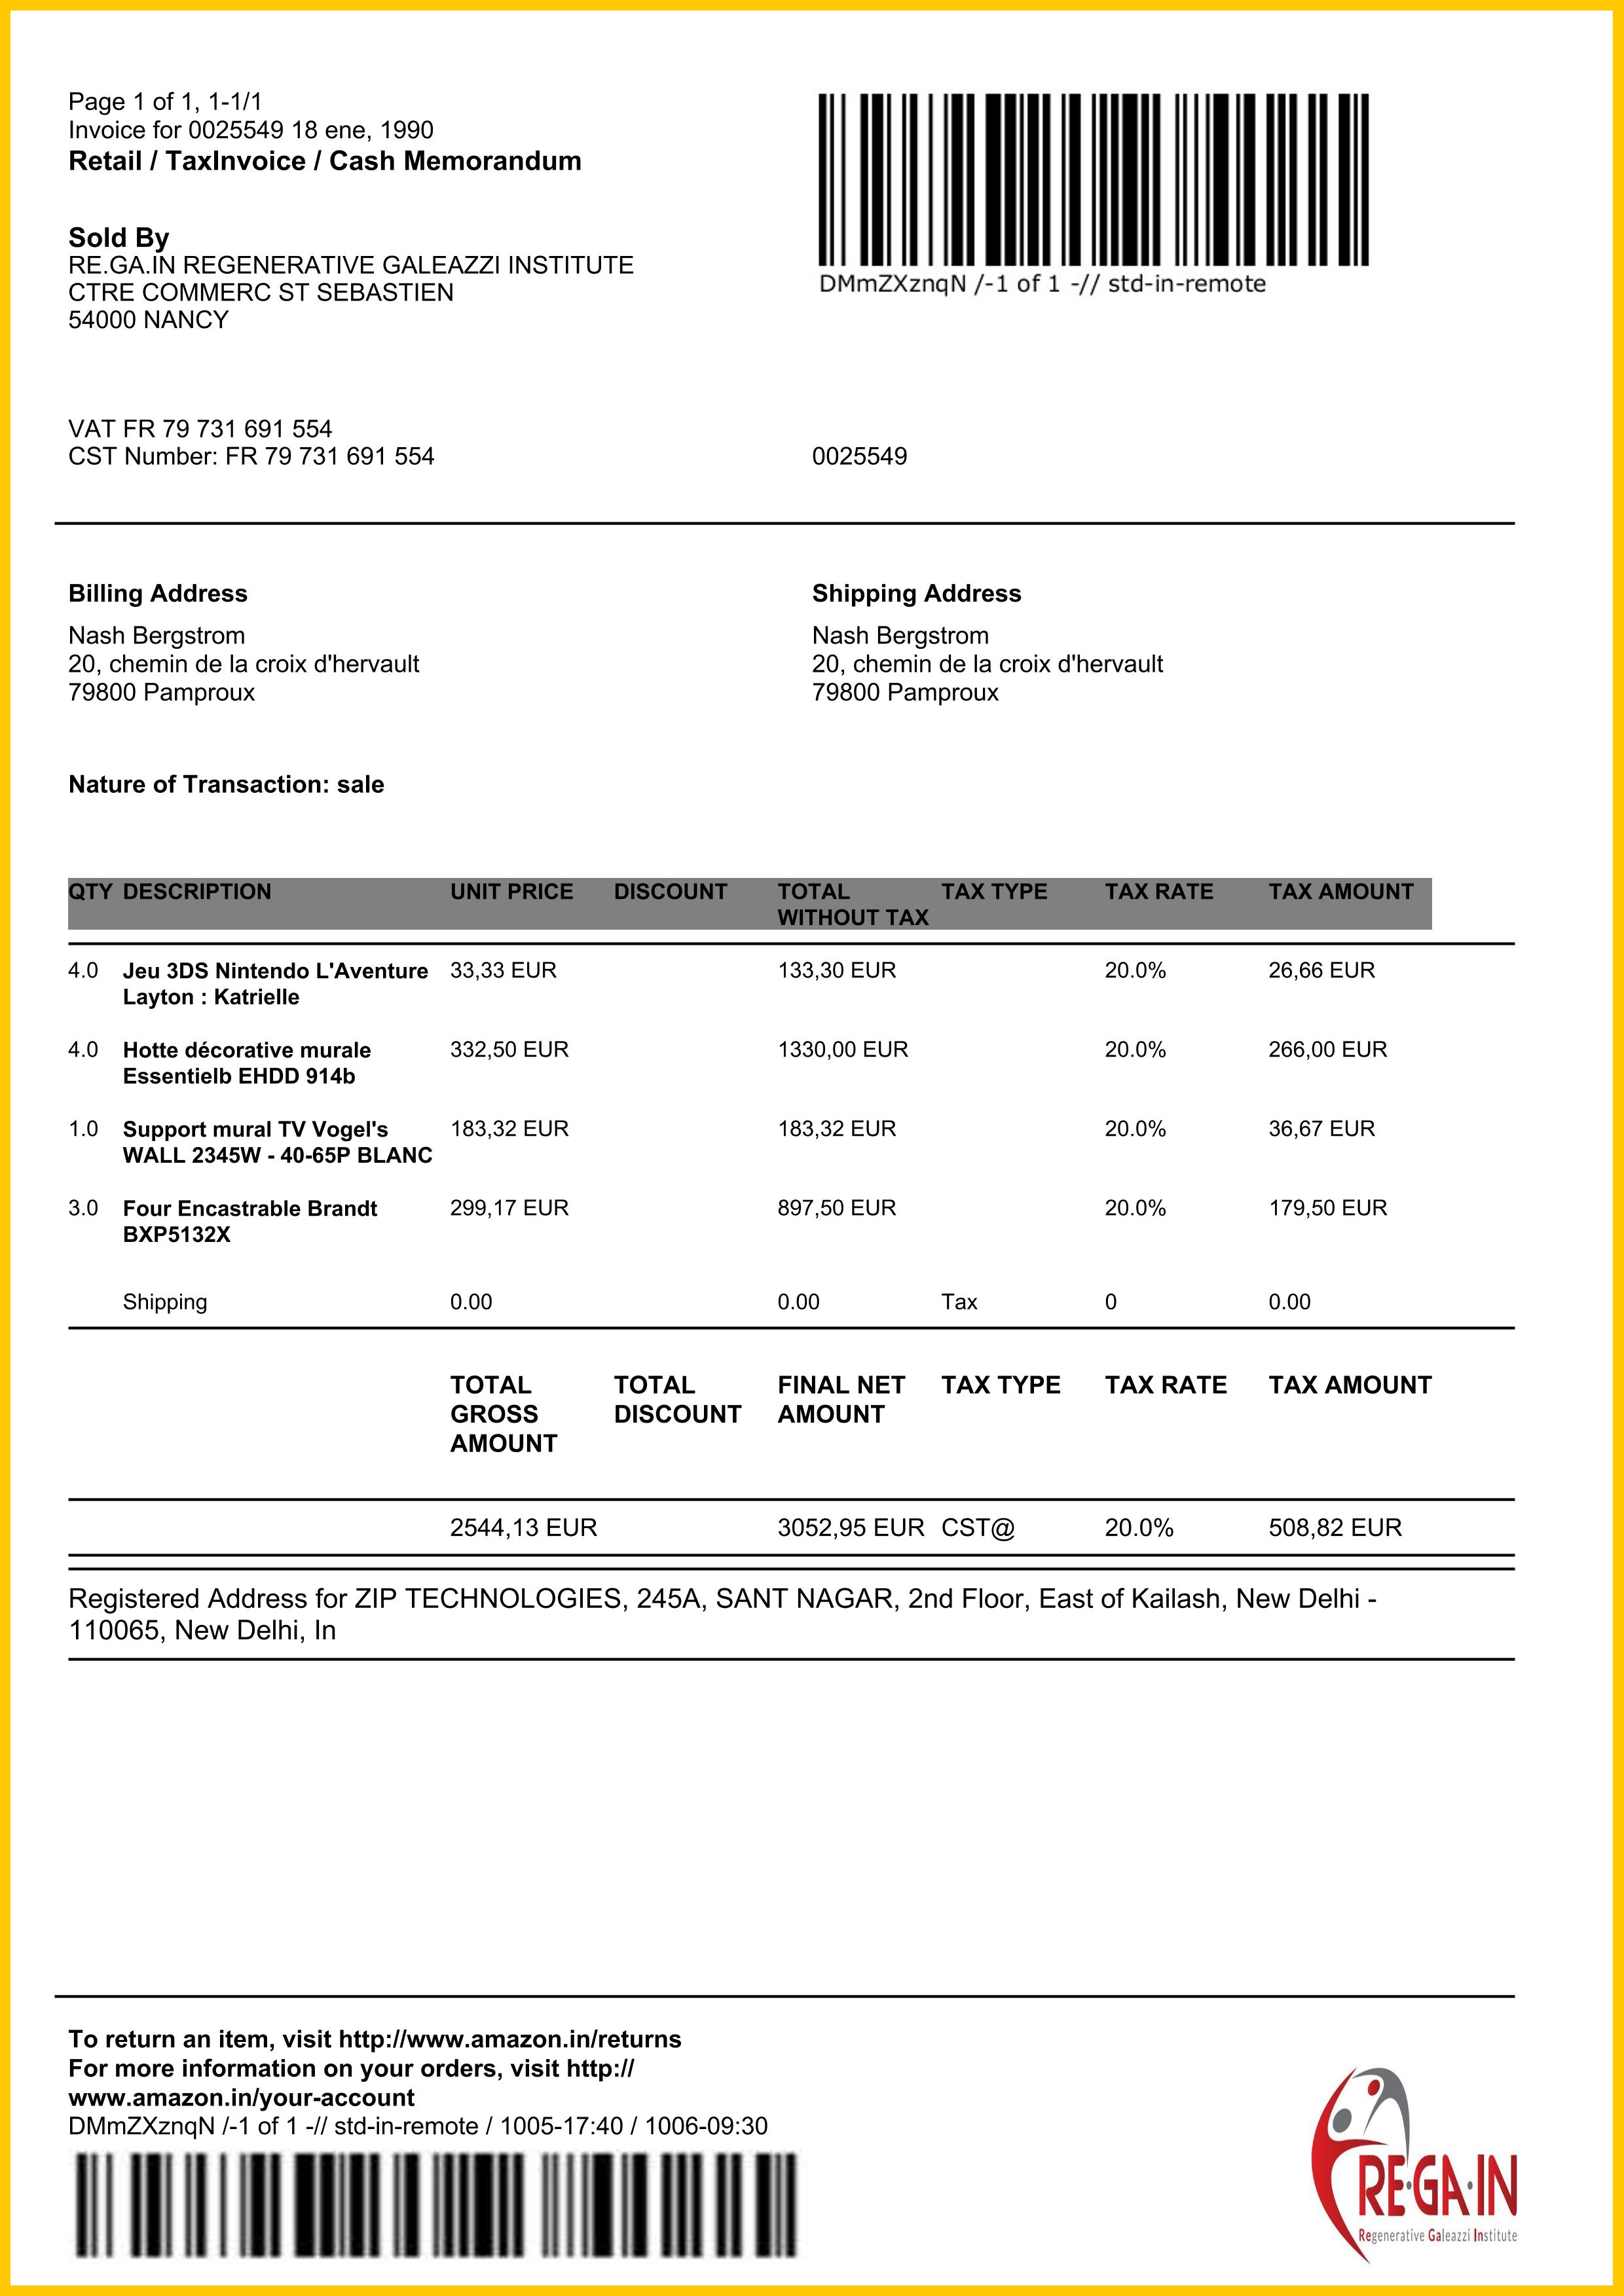 Page 1 of 1, 1-1/1
Invoice for 0025549 18 ene, 1990
Retail / TaxInvoice / Cash Memorandum
DMmZXznqN /-1 of 1 -// std-in-remote
Sold By
RE.GA.IN REGENERATIVE GALEAZZI INSTITUTE
CTRE COMMERC ST SEBASTIEN
54000 NANCY
VAT FR 79 731 691 554
CST Number: FR 79 731 691 554
0025549
Billing Address
Nash Bergstrom
20, chemin de la croix d'hervault
79800 Pamproux
Shipping Address
Nash Bergstrom
20, chemin de la croix d'hervault
79800 Pamproux
Nature of Transaction: sale
QTY DESCRIPTION UNIT PRICE DISCOUNT TOTAL TAX TYPE TAX RATE TAX AMOUNT
WITHOUT TAX
4.0 Jeu 3DS Nintendo L'Aventure 33,33 EUR 133,30 EUR 20.0% 26,66 EUR
Layton : Katrielle
4.0 Hotte décorative murale 332,50 EUR 1330,00 EUR 20.0% 266,00 EUR
Essentielb EHDD 914b
1.0 Support mural TV Vogel's 183,32 EUR 183,32 EUR 20.0% 36,67 EUR
WALL 2345W - 40-65P BLANC
3.0 Four Encastrable Brandt 299,17 EUR 897,50 EUR 20.0% 179,50 EUR
BXP5132X
Shipping 0.00 0.00 Tax 0 0.00
TOTAL TOTAL FINAL NET TAX TYPE TAX RATE TAX AMOUNT
GROSS DISCOUNT AMOUNT
AMOUNT
2544,13 EUR 3052,95 EUR CST@ 20.0% 508,82 EUR
Registered Address for ZIP TECHNOLOGIES, 245A, SANT NAGAR, 2nd Floor, East of Kailash, New Delhi -
110065, New Delhi, In
To return an item, visit http://www.amazon.in/returns
For more information on your orders, visit http://
www.amazon.in/your-account
DMmZXznqN /-1 of 1 -// std-in-remote / 1005-17:40 / 1006-09:30
RE·GA·IN
Regenerative Galeazzi Institute